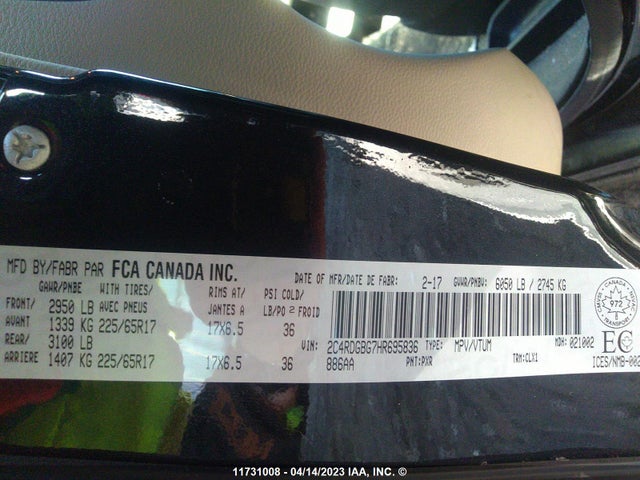 MFD BY/FABR PAR FCA CANADA INC. DATE OF MFR/DATE DE FABR: 2-17 GVWR/PNBV: 6050 LB / 2745 KG
GAWR/PNBE WITH TIRES/ RIMS AT/ PSI COLD/
FRONT/ 2950 LB AVEC PNEUS JANTES A LB/PO 2 FROID
AVANT 1339 KG 225/65R17 17X6.5 36
REAR/ 3100 LB VIN: 2C4RDGBG7HR695836 TYPE: MPV/VTUM MDH: 021002
ARRIERE 1407 KG 225/65R17 17X6.5 36 886AA PNT: PXR TRM: CLX1
972
TRANSPORT
EC
ICES/NMB-002
11731008 - 04/14/2023 IAA, INC. ©